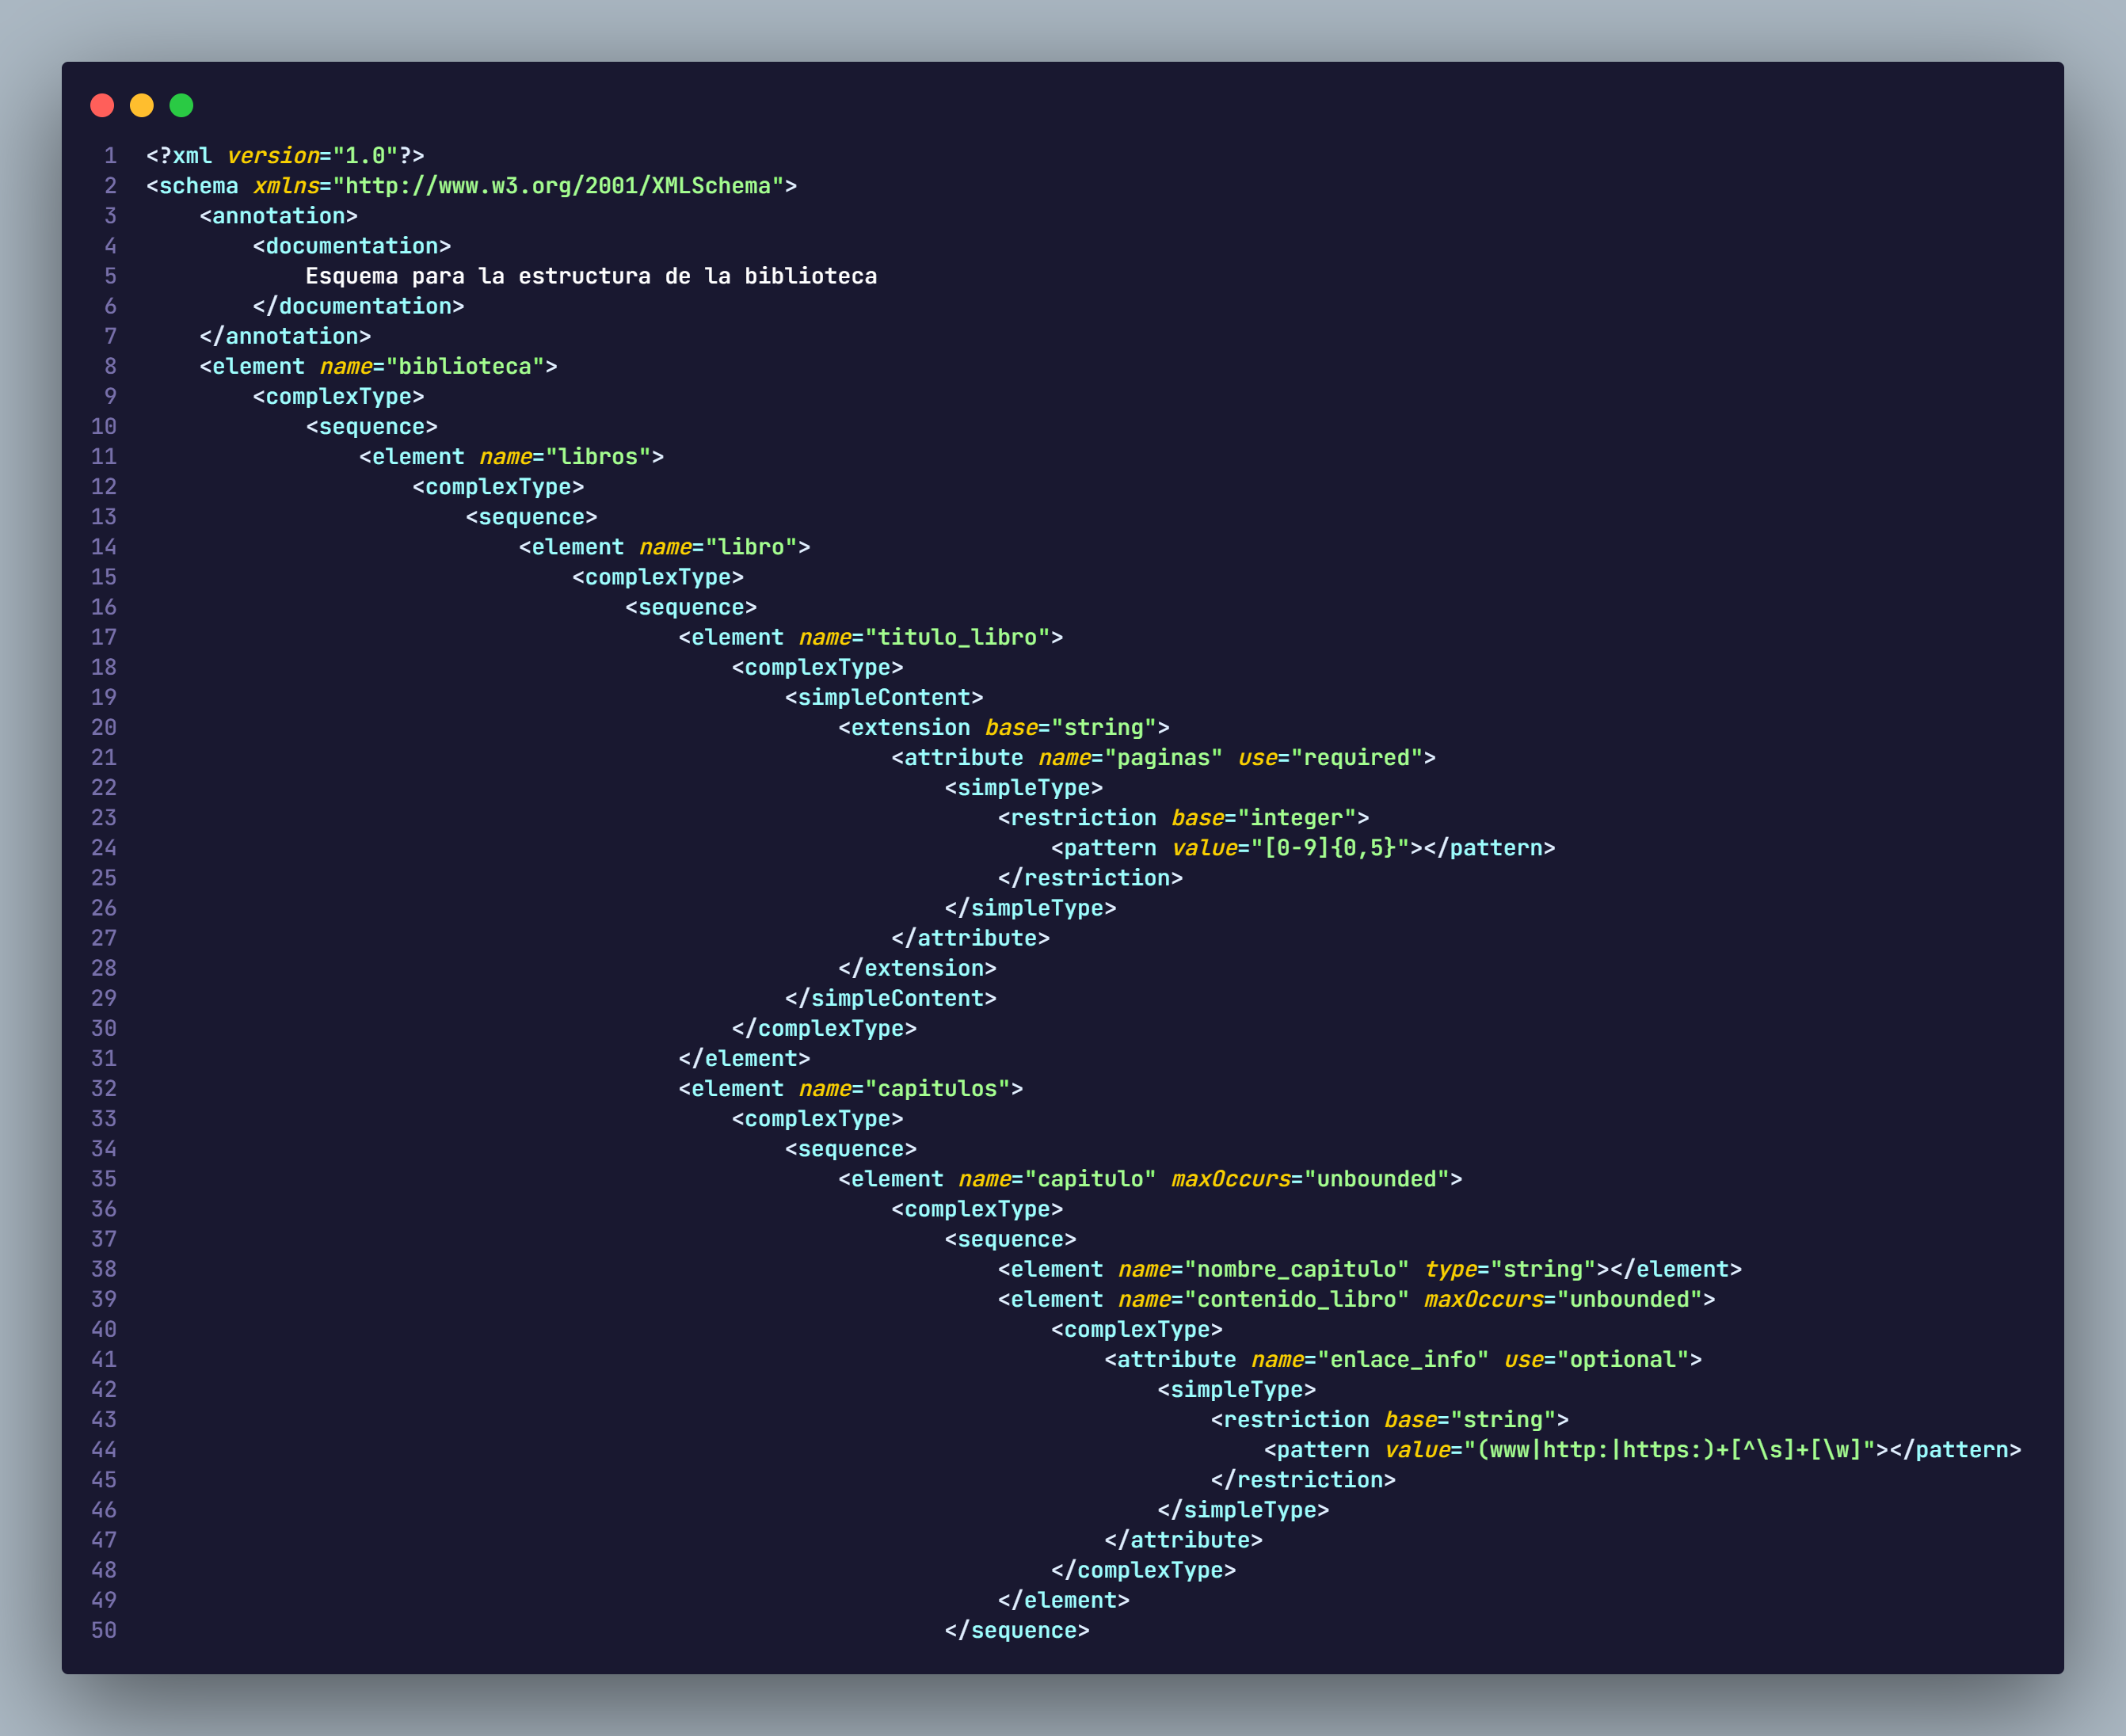 1 <?xml version="1.0"?>
2 <schema xmlns="http://www.w3.org/2001/XMLSchema">
3     <annotation>
4         <documentation>
5             Esquema para la estructura de la biblioteca
6         </documentation>
7     </annotation>
8     <element name="biblioteca">
9         <complexType>
10             <sequence>
11                 <element name="libros">
12                     <complexType>
13                         <sequence>
14                             <element name="libro">
15                                 <complexType>
16                                     <sequence>
17                                         <element name="titulo_libro">
18                                             <complexType>
19                                                 <simpleContent>
20                                                     <extension base="string">
21                                                         <attribute name="paginas" use="required">
22                                                             <simpleType>
23                                                                 <restriction base="integer">
24                                                                     <pattern value="[0-9]{0,5}"></pattern>
25                                                                 </restriction>
26                                                             </simpleType>
27                                                         </attribute>
28                                                     </extension>
29                                                 </simpleContent>
30                                             </complexType>
31                                         </element>
32                                         <element name="capitulos">
33                                             <complexType>
34                                                 <sequence>
35                                                     <element name="capitulo" maxOccurs="unbounded">
36                                                         <complexType>
37                                                             <sequence>
38                                                                 <element name="nombre_capitulo" type="string"></element>
39                                                                 <element name="contenido_libro" maxOccurs="unbounded">
40                                                                     <complexType>
41                                                                         <attribute name="enlace_info" use="optional">
42                                                                             <simpleType>
43                                                                                 <restriction base="string">
44                                                                                     <pattern value="(www|http:|https:)+[^\s]+[\w]"></pattern>
45                                                                                 </restriction>
46                                                                             </simpleType>
47                                                                         </attribute>
48                                                                     </complexType>
49                                                                 </element>
50                                                             </sequence>